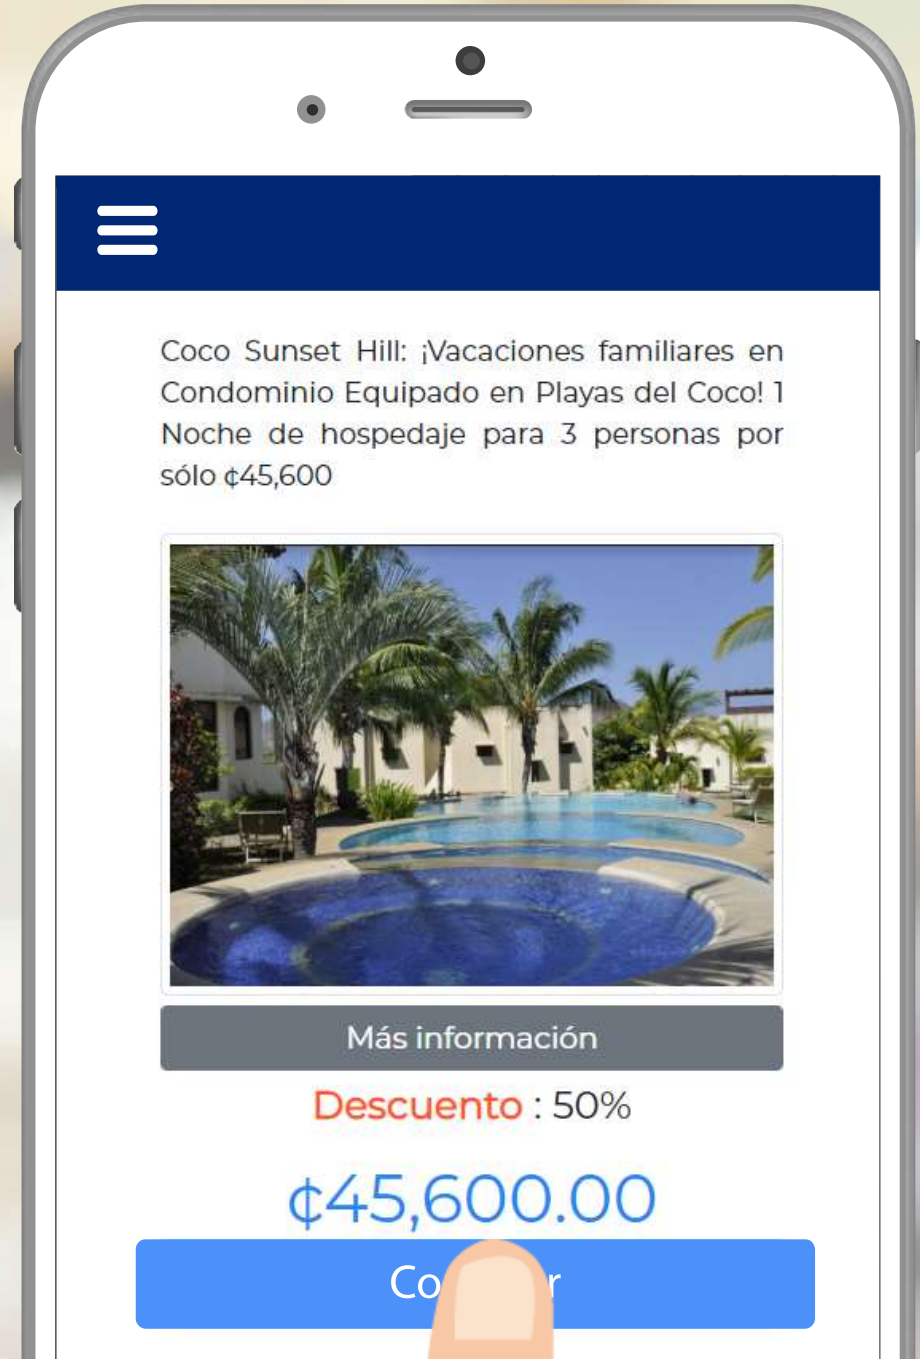 Coco Sunset Hill: ¡Vacaciones familiares en
Condominio Equipado en Playas del Coco! 1
Noche de hospedaje para 3 personas por
sólo ¢45,600
Más información
Descuento : 50%
¢45,600.00